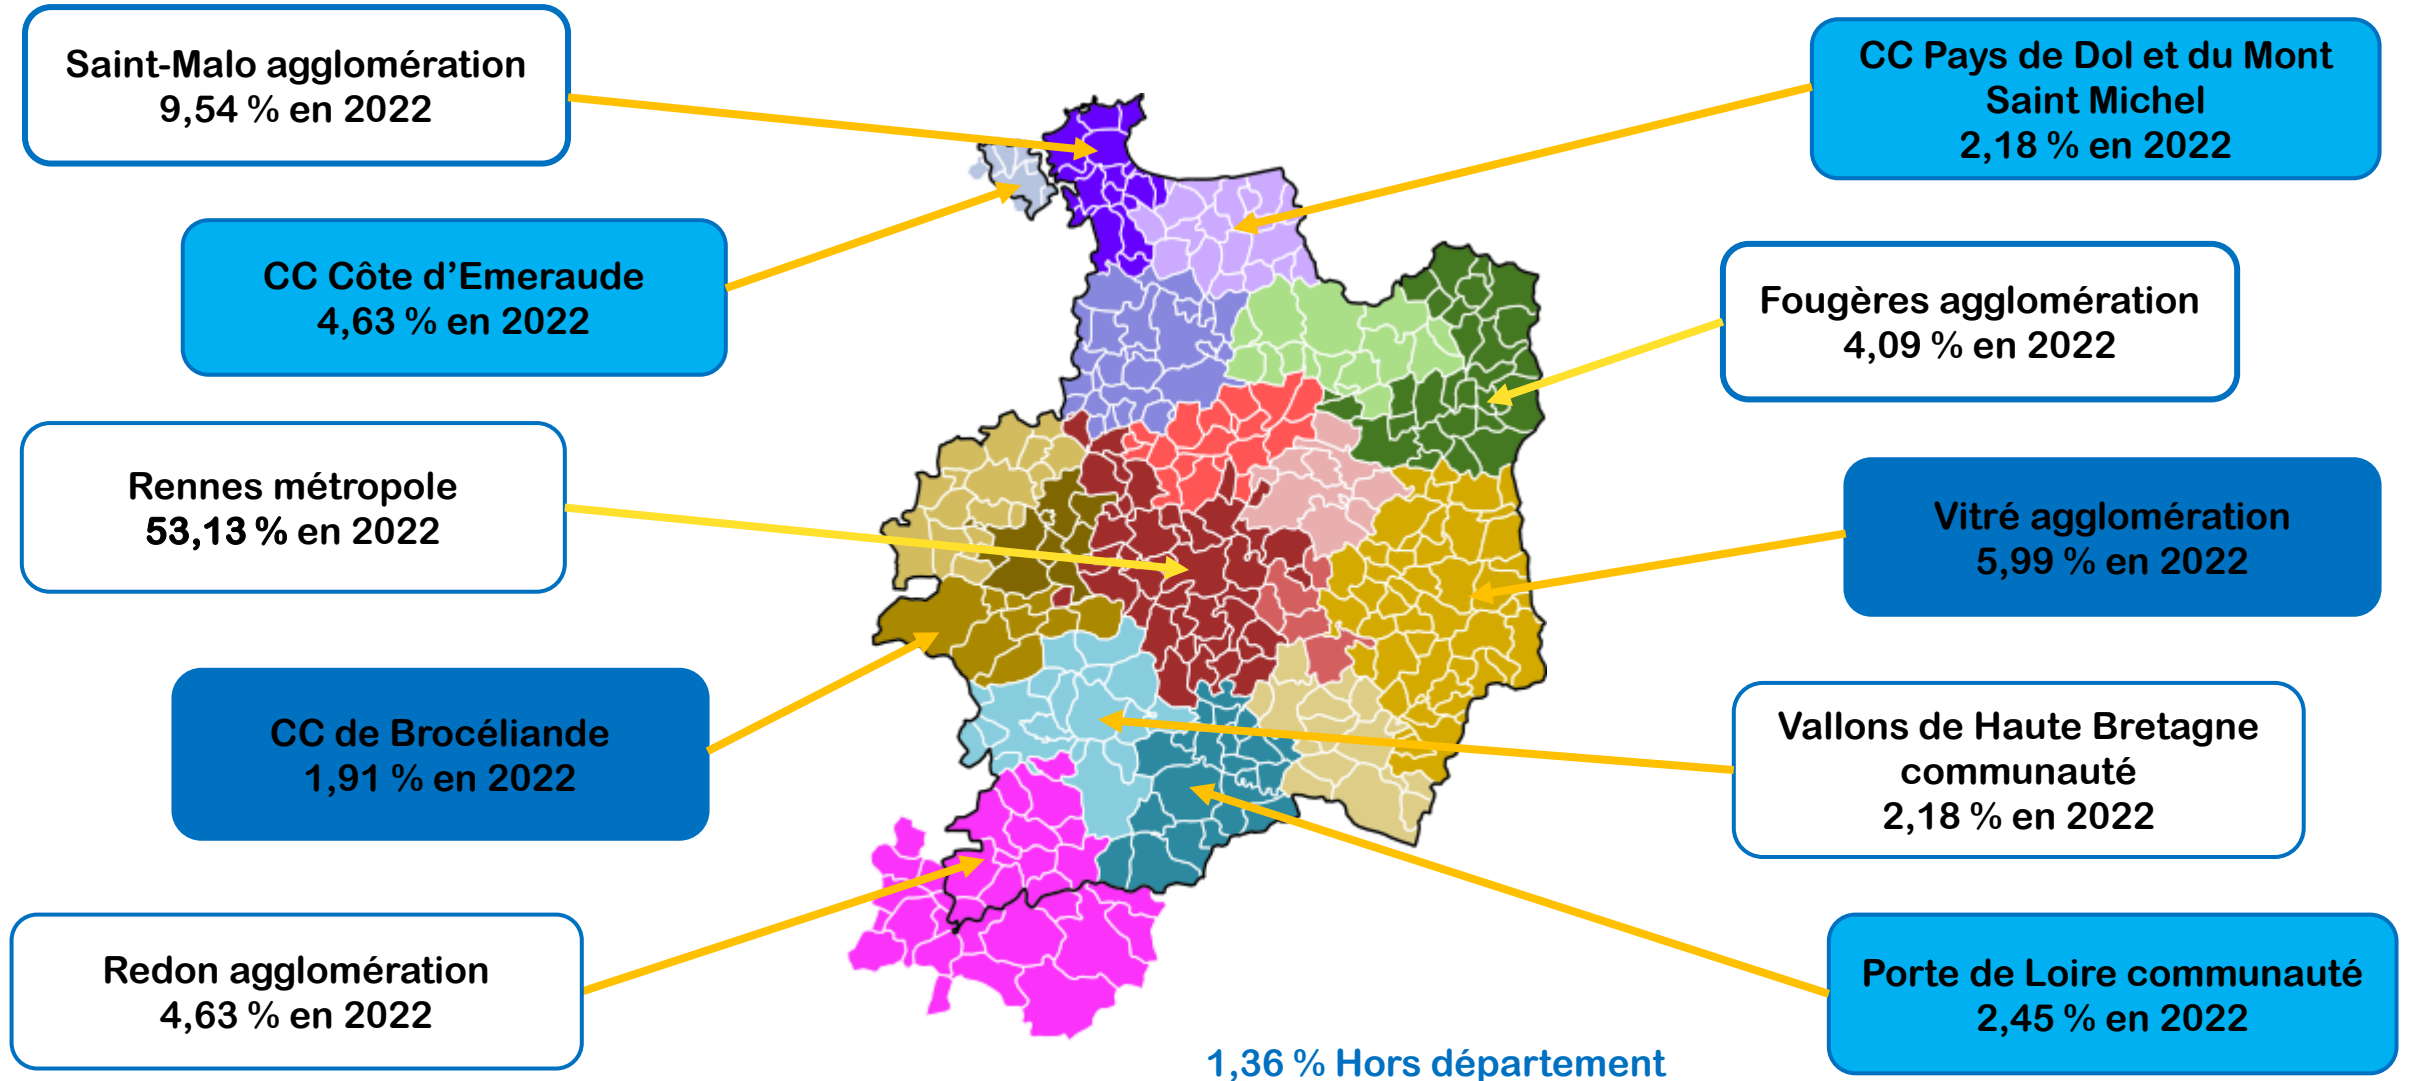 Saint-Malo agglomération
9,54 % en 2022
CC Pays de Dol et du Mont
Saint Michel
2,18 % en 2022
CC Côte d’Emeraude
4,63 % en 2022
Fougères agglomération
4,09 % en 2022
Rennes métropole
53,13 % en 2022
Vitré agglomération
5,99 % en 2022
CC de Brocéliande
1,91 % en 2022
Vallons de Haute Bretagne
communauté
2,18 % en 2022
Redon agglomération
4,63 % en 2022
Porte de Loire communauté
2,45 % en 2022
1,36 % Hors département